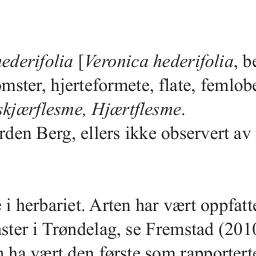 hederifolia [Veronica hederifolia, be
omster, hjerteformete, flate, femlobe
skjærflesme, Hjærtflesme.
rden Berg, ellers ikke observert av
i herbariet. Arten har vært oppfatte
ster i Trøndelag, se Fremstad (2010
ha vært den første som rapporterte